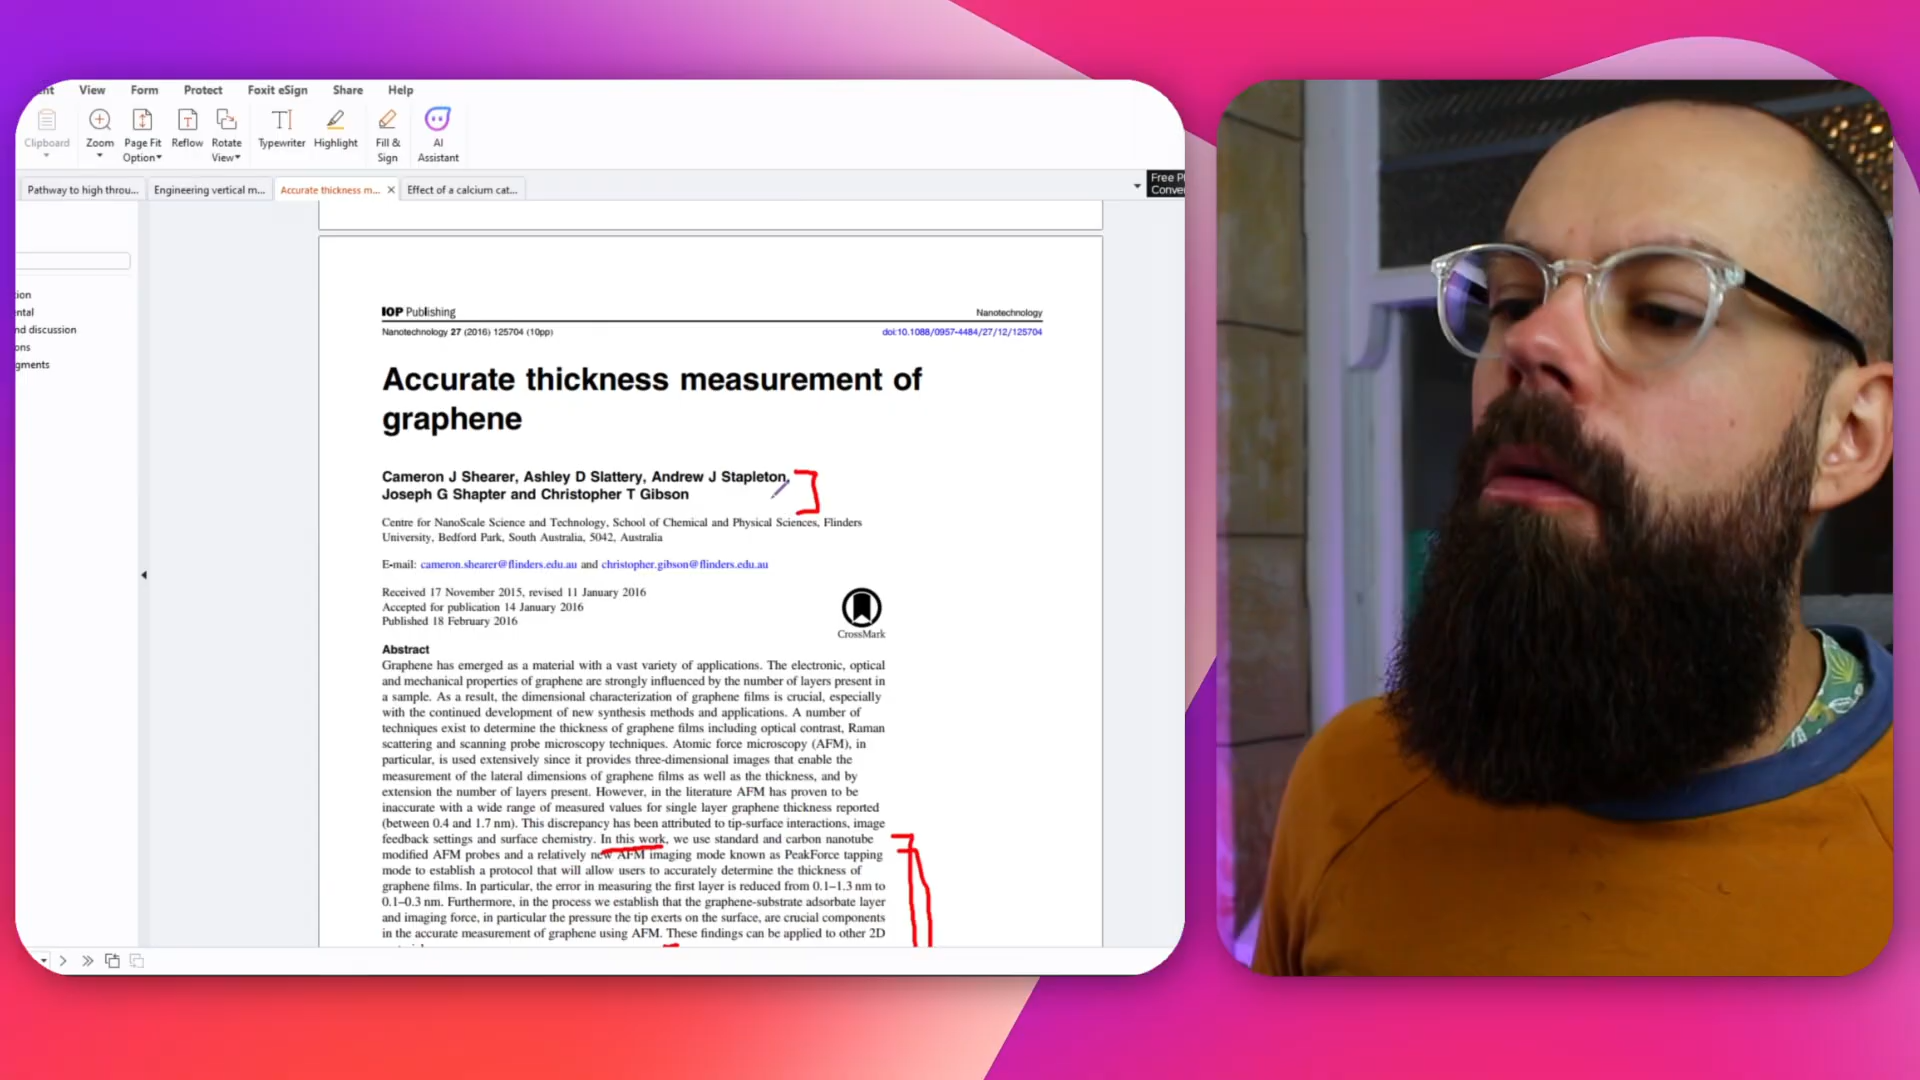 nt View Form Protect Foxit eSign Share Help
Clipboard Zoom Page Fit Option Reflow Rotate View Typewriter Highlight Fill & Sign AI Assistant
Pathway to high throu... Engineering vertical m... Accurate thickness m... Effect of a calcium cat...
Free P
Conver
ion
ntal
nd discussion
ons
gments
IOP Publishing
Nanotechnology
Nanotechnology 27 (2016) 125704 (10pp)
doi:10.1088/0957-4484/27/12/125704
Accurate thickness measurement of
graphene
Cameron J Shearer, Ashley D Slattery, Andrew J Stapleton,
Joseph G Shapter and Christopher T Gibson
Centre for NanoScale Science and Technology, School of Chemical and Physical Sciences, Flinders
University, Bedford Park, South Australia, 5042, Australia
E-mail: cameron.shearer@flinders.edu.au and christopher.gibson@flinders.edu.au
Received 17 November 2015, revised 11 January 2016
Accepted for publication 14 January 2016
Published 18 February 2016
CrossMark
Abstract
Graphene has emerged as a material with a vast variety of applications. The electronic, optical
and mechanical properties of graphene are strongly influenced by the number of layers present in
a sample. As a result, the dimensional characterization of graphene films is crucial, especially
with the continued development of new synthesis methods and applications. A number of
techniques exist to determine the thickness of graphene films including optical contrast, Raman
scattering and scanning probe microscopy techniques. Atomic force microscopy (AFM), in
particular, is used extensively since it provides three-dimensional images that enable the
measurement of the lateral dimensions of graphene films as well as the thickness, and by
extension the number of layers present. However, in the literature AFM has proven to be
inaccurate with a wide range of measured values for single layer graphene thickness reported
(between 0.4 and 1.7 nm). This discrepancy has been attributed to tip-surface interactions, image
feedback settings and surface chemistry. In this work, we use standard and carbon nanotube
modified AFM probes and a relatively new AFM imaging mode known as PeakForce tapping
mode to establish a protocol that will allow users to accurately determine the thickness of
graphene films. In particular, the error in measuring the first layer is reduced from 0.1–1.3 nm to
0.1–0.3 nm. Furthermore, in the process we establish that the graphene-substrate adsorbate layer
and imaging force, in particular the pressure the tip exerts on the surface, are crucial components
in the accurate measurement of graphene using AFM. These findings can be applied to other 2D